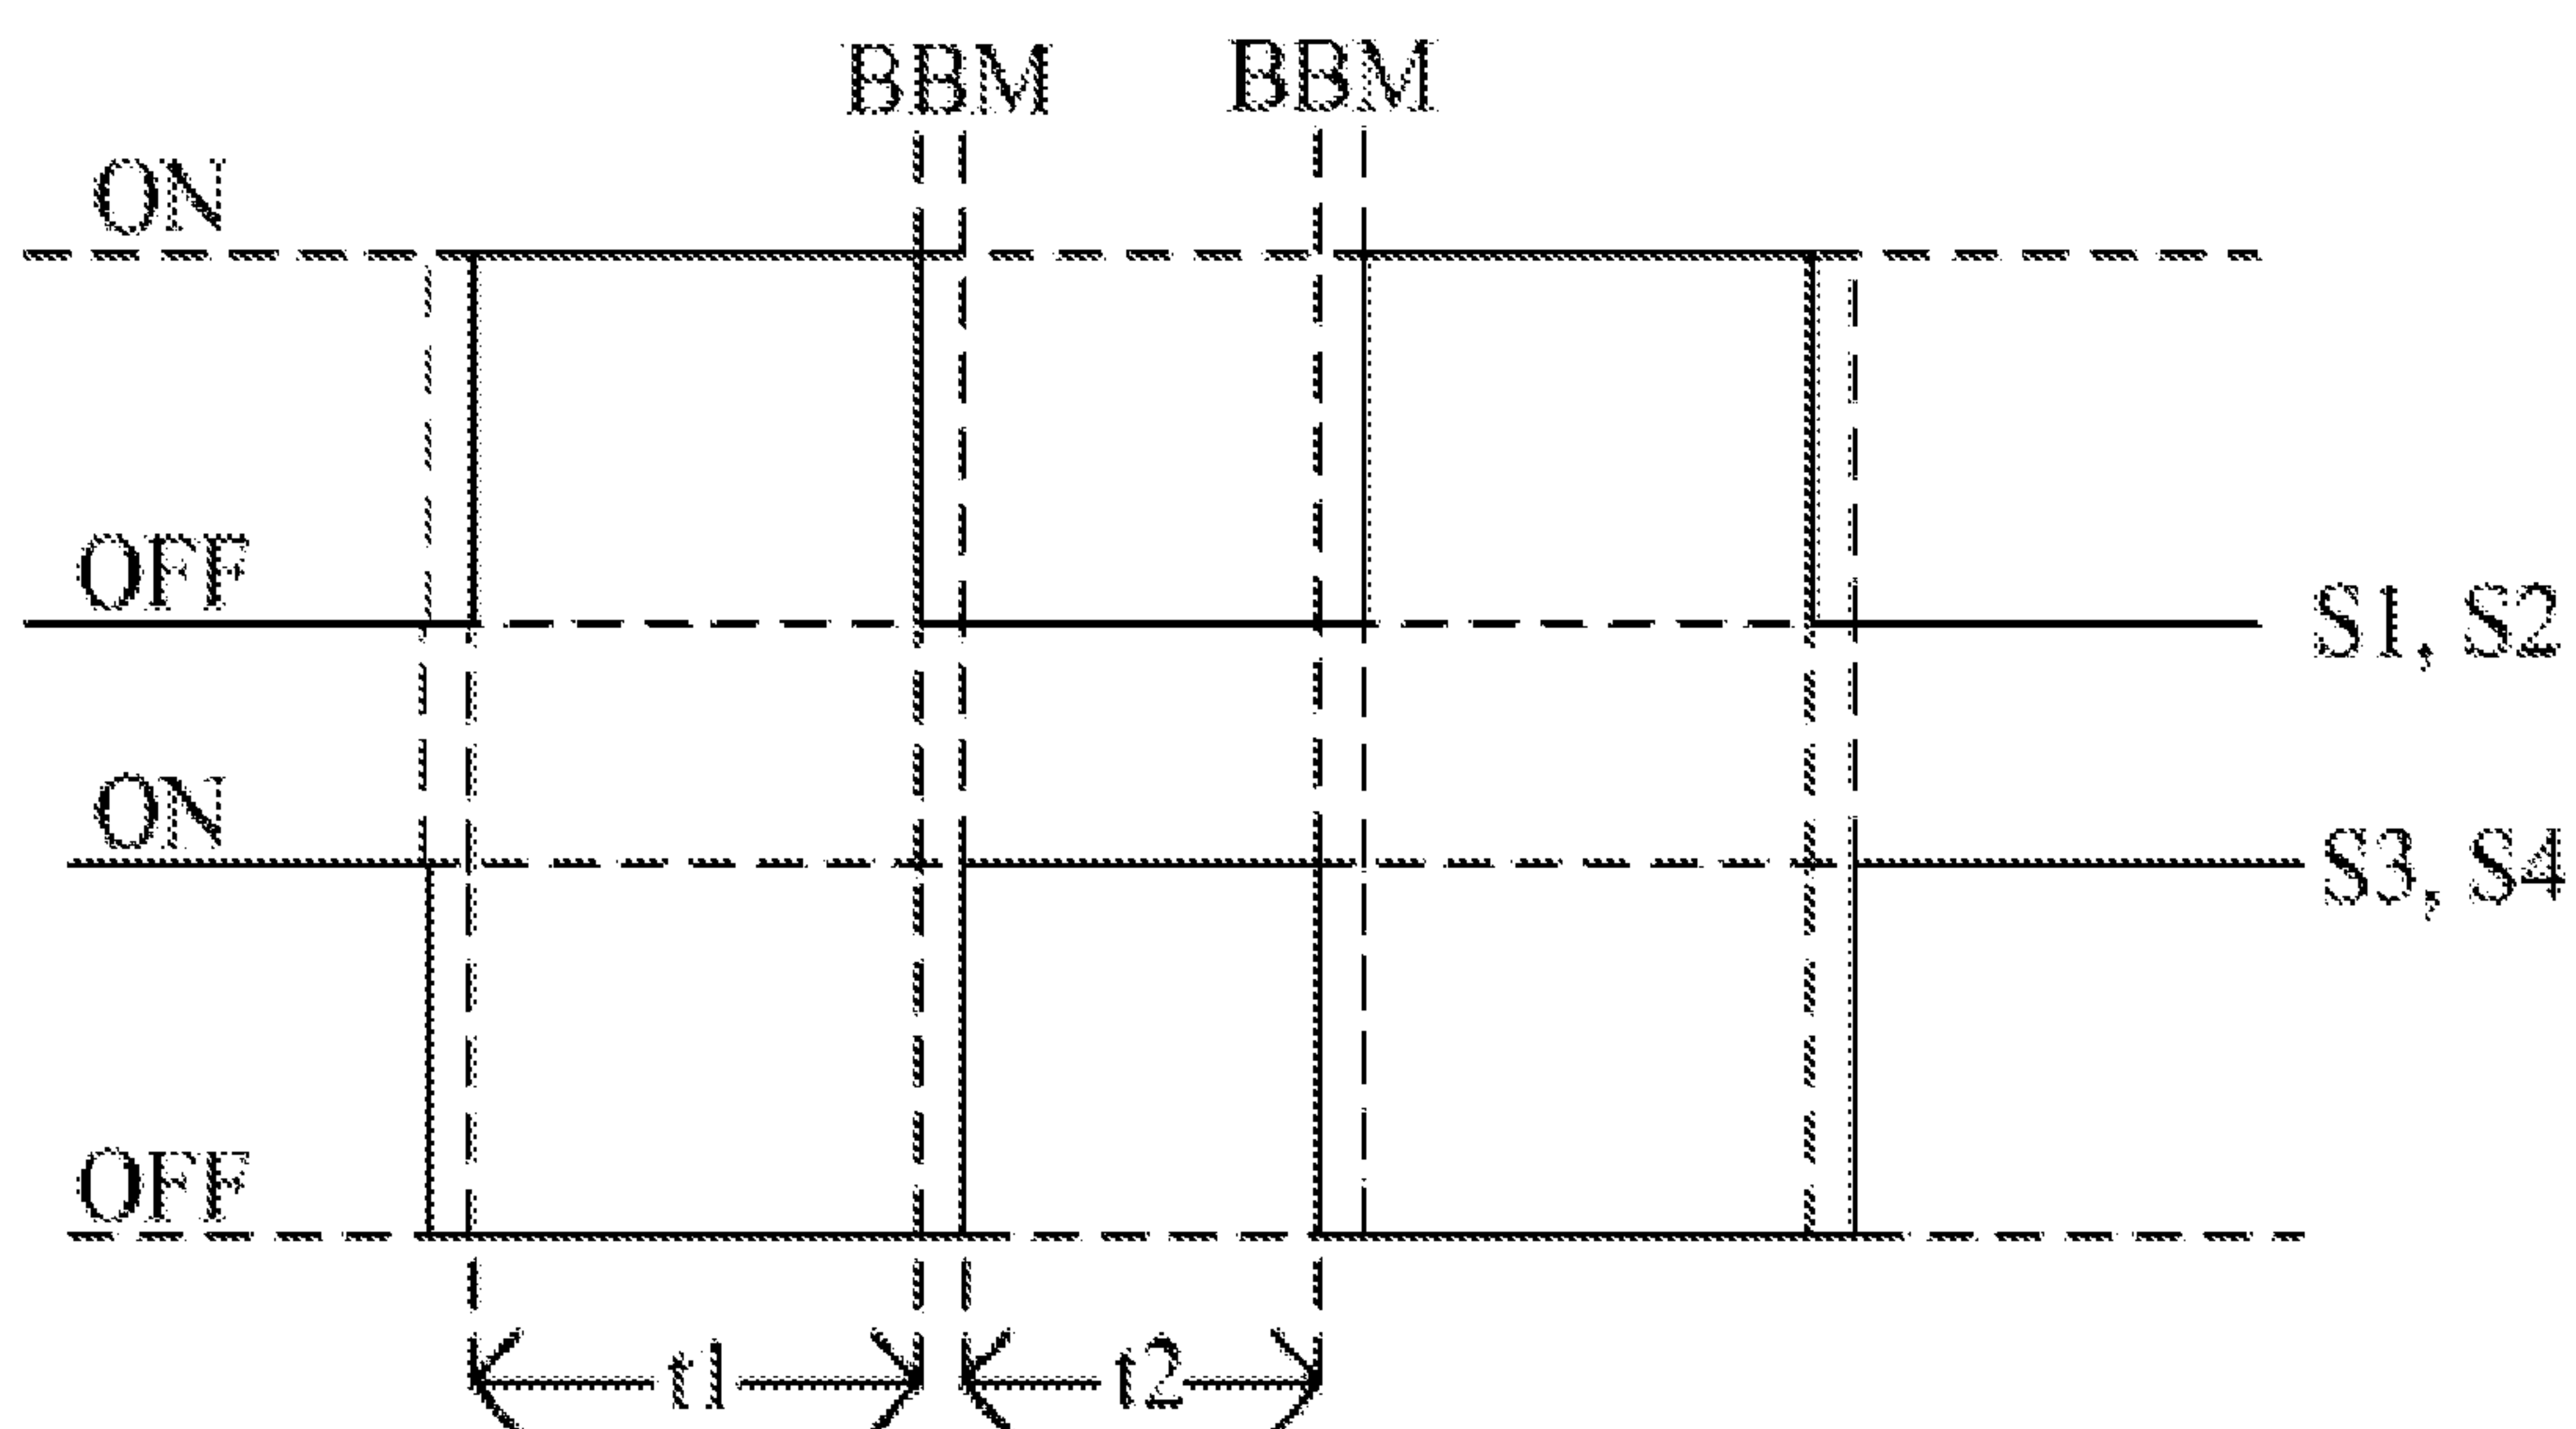 BBM BBM
ON
OFF
S1, S2
ON
S3, S4
OFF
t1 t2